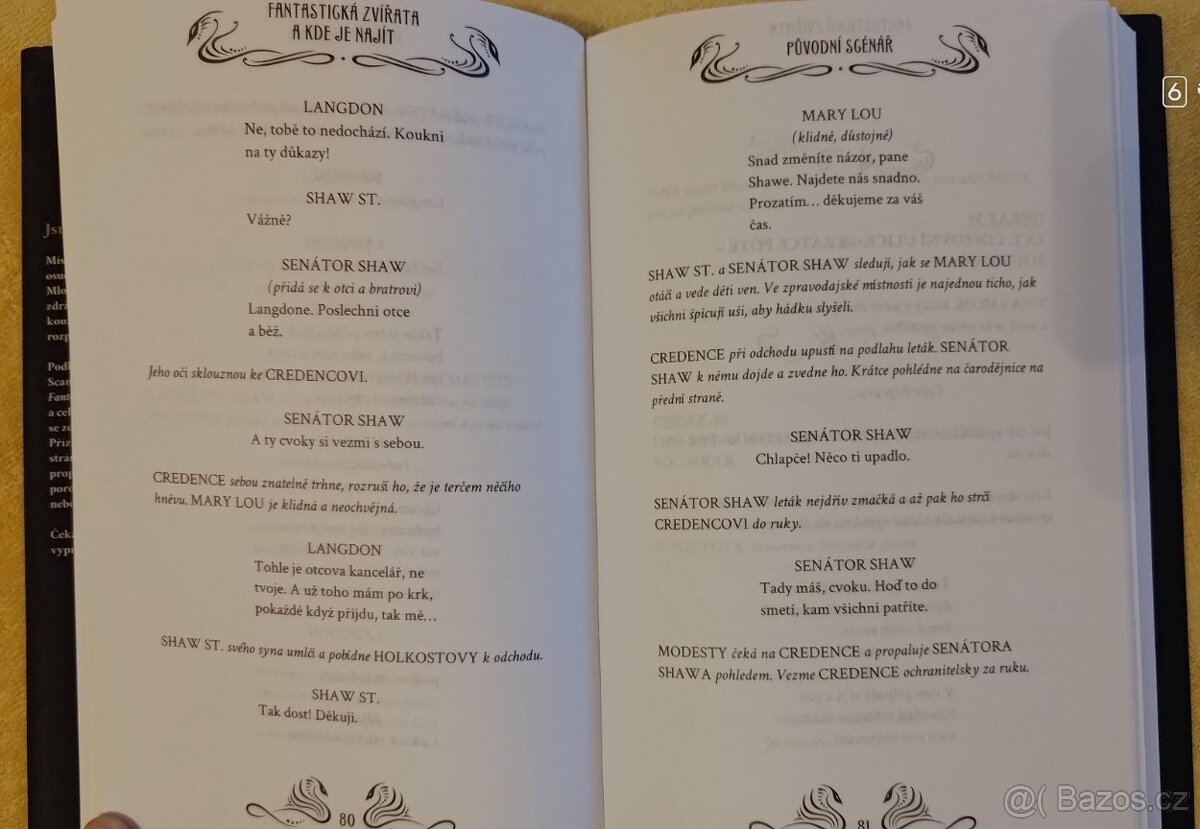 FANTASTICKÁ ZVÍŘATA
A KDE JE NAJÍT
LANGDON
Ne, tobě to nedochází. Koukni
na ty důkazy!
SHAW ST.
Vážně?
SENÁTOR SHAW
(přidá se k otci a bratrovi)
Langdone. Poslechni otce
a běž.
Jeho oči sklouznou ke CREDENCOVI.
SENÁTOR SHAW
A ty cvoky si vezmi s sebou.
CREDENCE sebou znatelně trhne, rozruší ho, že je terčem něčího
hněvu. MARY LOU je klidná a neochvějná.
LANGDON
Tohle je otcova kancelář, ne
tvoje. A už toho mám po krk,
pokaždé když přijdu, tak mě…
SHAW ST. svého syna umlčí a pobídne HOLKOSTOVY k odchodu.
SHAW ST.
Tak dost! Děkuji.
80
PŮVODNÍ SCÉNÁŘ
MARY LOU
(klidně, důstojně)
Snad změníte názor, pane
Shawe. Najdete nás snadno.
Prozatím… děkujeme za váš
čas.
SHAW ST. a SENÁTOR SHAW sledují, jak se MARY LOU
otáčí a vede děti ven. Ve zpravodajské místnosti je najednou ticho, jak
všichni špicují uši, aby hádku slyšeli.
CREDENCE při odchodu upustí na podlahu leták. SENÁTOR
SHAW k němu dojde a zvedne ho. Krátce pohlédne na čarodějnice na
přední straně.
SENÁTOR SHAW
Chlapče! Něco ti upadlo.
SENÁTOR SHAW leták nejdřív zmačká a až pak ho strčí
CREDENCOVI do ruky.
SENÁTOR SHAW
Tady máš, cvoku. Hoď to do
smetí, kam všichni patříte.
MODESTY čeká na CREDENCE a propaluje SENÁTORA
SHAWA pohledem. Vezme CREDENCE ochranitelsky za ruku.
81
6
Bazos.cz